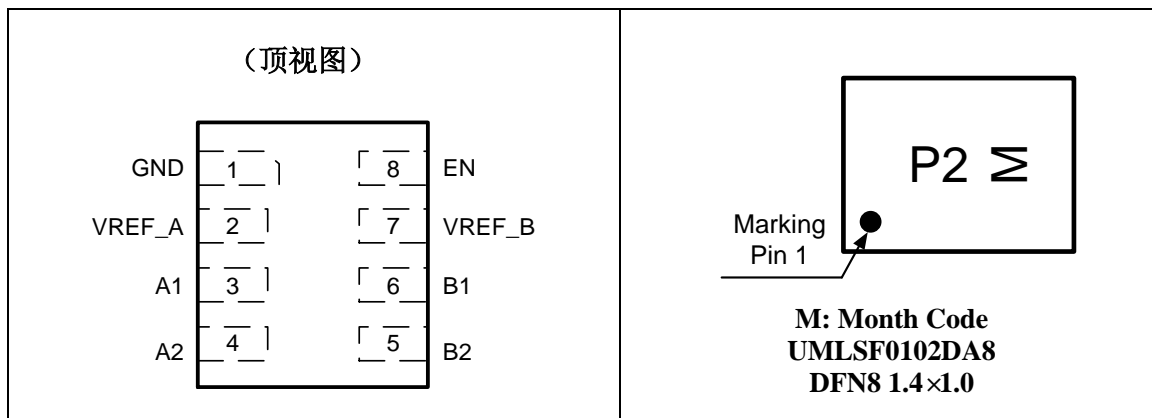 （顶视图）
GND 1 8 EN
VREF_A 2 7 VREF_B
A1 3 6 B1
A2 4 5 B2
P2 M
Marking
Pin 1
M: Month Code
UMLSF0102DA8
DFN8 1.4×1.0